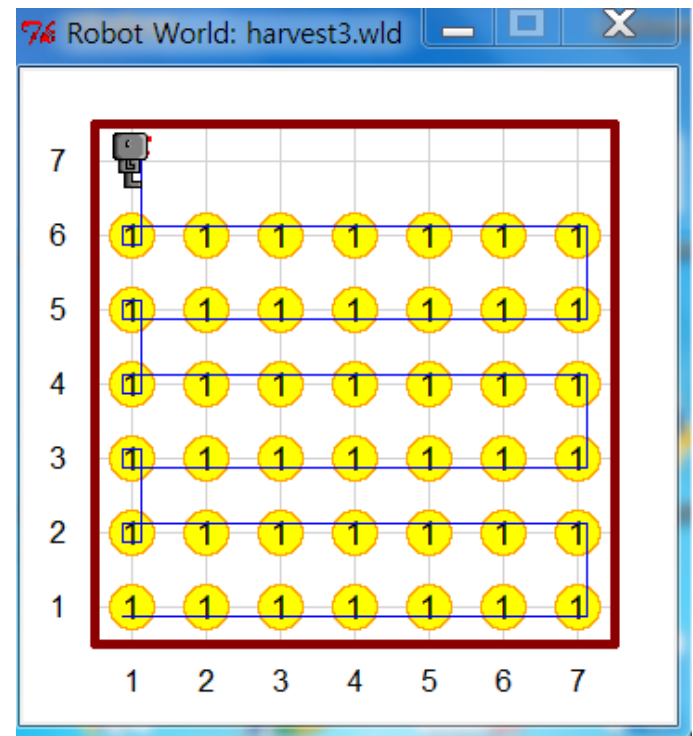 Robot World: harvest3.wld
7
6 1 1 1 1 1 1 1
5 1 1 1 1 1 1 1
4 1 1 1 1 1 1 1
3 1 1 1 1 1 1 1
2 1 1 1 1 1 1 1
1 1 1 1 1 1 1 1
1 2 3 4 5 6 7